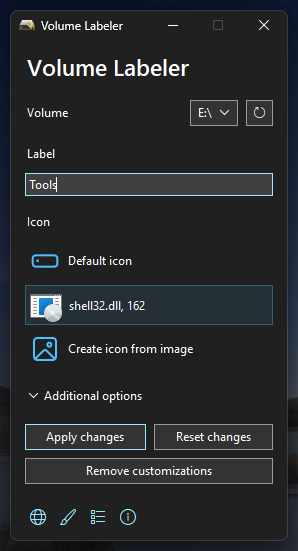 Volume Labeler
Volume Labeler
Volume
E:\
Label
Tools
Icon
Default icon
shell32.dll, 162
Create icon from image
Additional options
Apply changes
Reset changes
Remove customizations